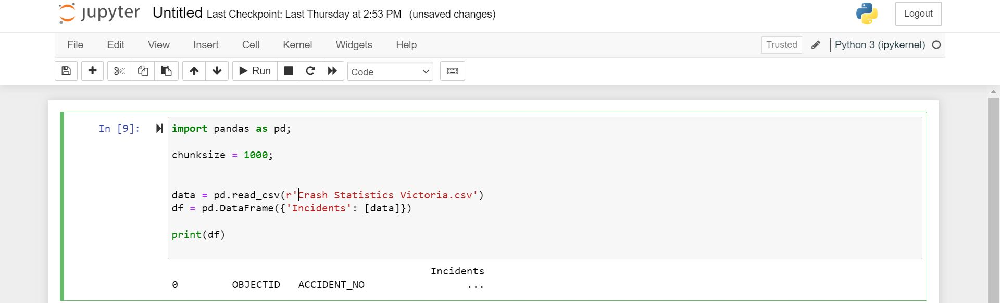 jupyter Untitled Last Checkpoint: Last Thursday at 2:53 PM (unsaved changes) Logout
File Edit View Insert Cell Kernel Widgets Help Trusted Python 3 (ipykernel)
Run Code
In [9]: import pandas as pd;
chunksize = 1000;
data = pd.read_csv(r'Crash Statistics Victoria.csv')
df = pd.DataFrame({'Incidents': [data]})
print(df)
Incidents
0 OBJECTID ACCIDENT_NO ...